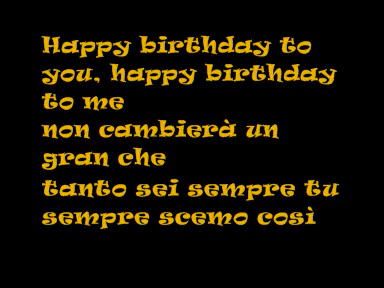 Happy birthday to
you, happy birthday
to me
non cambierà un
gran che
tanto sei sempre tu
sempre scemo così